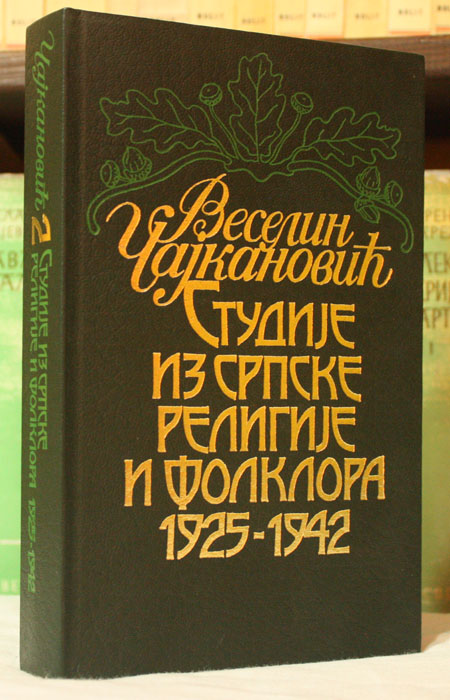 Веселин
Чајкановић
Студије
из српске
религије
и фолклора
1925-1942
Чајкановић 2 Студије из српске
религије и фолклора 1925-1942